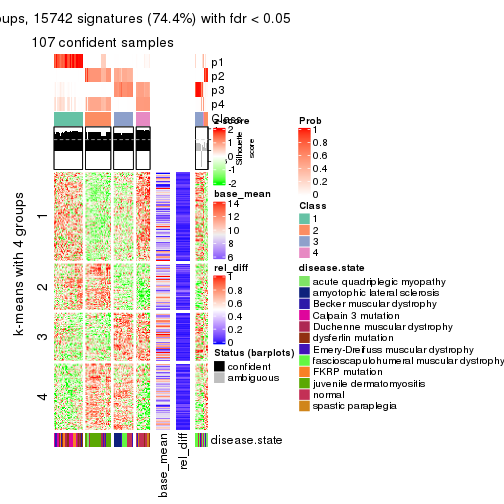 oups, 15742 signatures (74.4%) with fdr < 0.05
107 confident samples
p1
p2
p3
p4
Class
Silhouette
score
1
2
3
4
k-means with 4 groups
base_mean
rel_diff
disease.state
z-score
2
1
0
-1
-2
base_mean
14
12
10
8
6
rel_diff
1
0.8
0.6
0.4
0.2
0
Status (barplots)
confident
ambiguous
Prob
1
0.8
0.6
0.4
0.2
0
Class
1
2
3
4
disease.state
acute quadriplegic myopathy
amyotophic lateral sclerosis
Becker muscular dystrophy
Calpain 3 mutation
Duchenne muscular dystrophy
dysferlin mutation
Emery-Dreifuss muscular dystrophy
fascioscapulohumeral muscular dystrophy
FKRP mutation
juvenile dermatomyositis
normal
spastic paraplegia